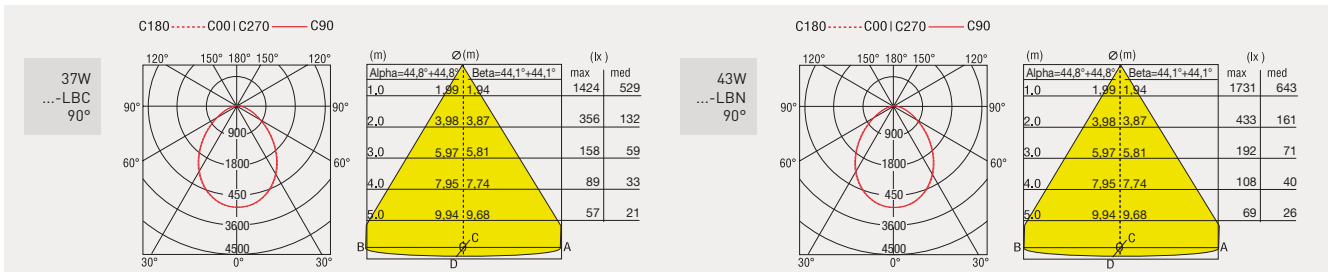 C180 ------- C00 | C270 —— C90
37W
...-LBC
90°
120° 150° 180° 150° 120°
90° 90°
900
60° 1800 60°
450
3600
4500
30° 0° 30°
(m) Ø(m) (lx )
Alpha=44,8°+44,8° Beta=44,1°+44,1° max med
1,0 1,99 1,94 1424 529
2,0 3,98 3,87 356 132
3,0 5,97 5,81 158 59
4.0 7,95 7,74 89 33
5.0 9,94 9,68 57 21
B C A
D
C180 ------- C00 | C270 —— C90
43W
...-LBN
90°
120° 150° 180° 150° 120°
90° 90°
900
60° 1800 60°
450
3600
4500
30° 0° 30°
(m) Ø(m) (lx )
Alpha=44,8°+44,8° Beta=44,1°+44,1° max med
1,0 1,99 1,94 1731 643
2,0 3,98 3,87 433 161
3,0 5,97 5,81 192 71
4.0 7,95 7,74 108 40
5.0 9,94 9,68 69 26
B C A
D